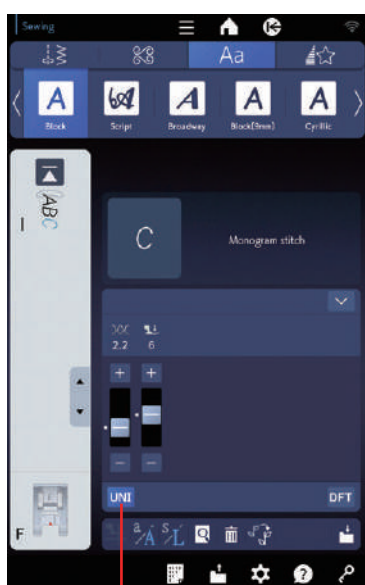 Sewing
Aa
A
A
A
A
A
Block
Script
Broadway
Block(9mm)
Cyrillic
ABC
C
Monogram stitch
2.2 6
+ +
- -
UNI
DFT
F
a/A S/L
?